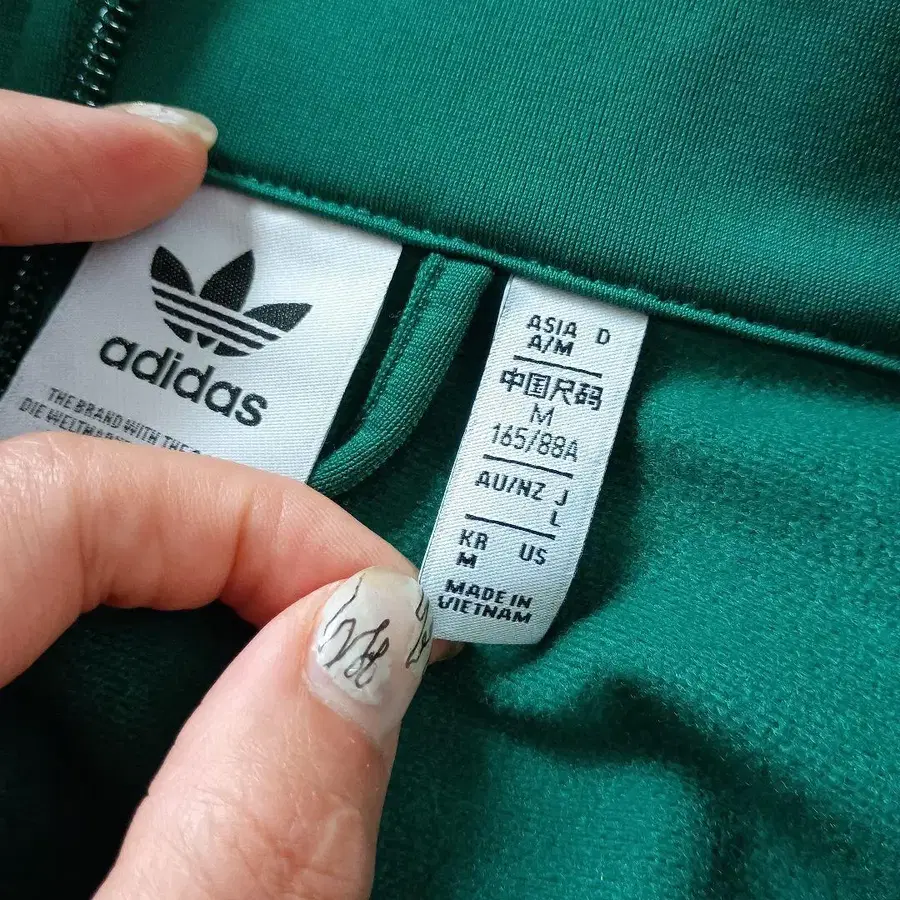 adidas
THE BRAND WITH THE
DIE WELTMAR
ASIA D
A/M
中国尺码
M
165/88A
AU/NZ J
L
KR US
M
MADE IN
VIETNAM